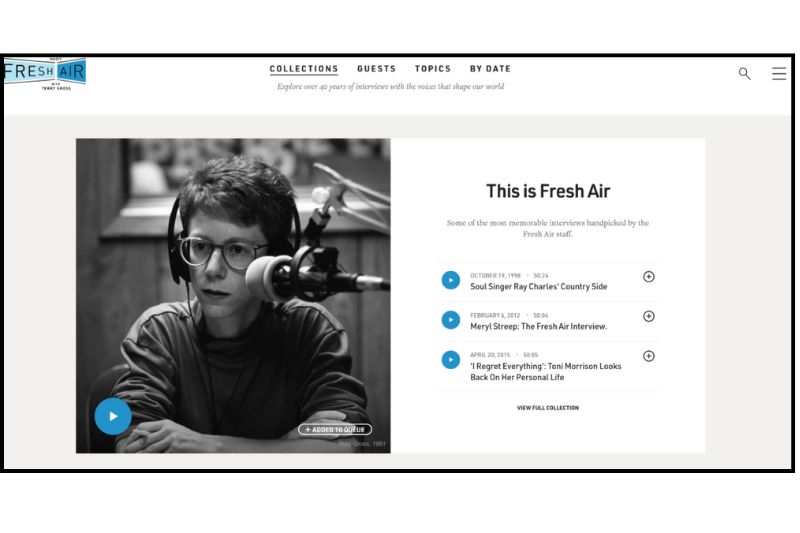 WHYY
FRESH AIR
WITH
TERRY GROSS
COLLECTIONS GUESTS TOPICS BY DATE
Explore over 40 years of interviews with the voices that shape our world
This is Fresh Air
Some of the most memorable interviews handpicked by the
Fresh Air staff.
OCTOBER 19, 1998 • 50:24
Soul Singer Ray Charles' Country Side
FEBRUARY 6, 2012 • 50:04
Meryl Streep: The Fresh Air Interview.
APRIL 20, 2015 • 50:05
'I Regret Everything': Toni Morrison Looks
Back On Her Personal Life
VIEW FULL COLLECTION
+ ADDED TO QUEUE
Terry Gross, 1991